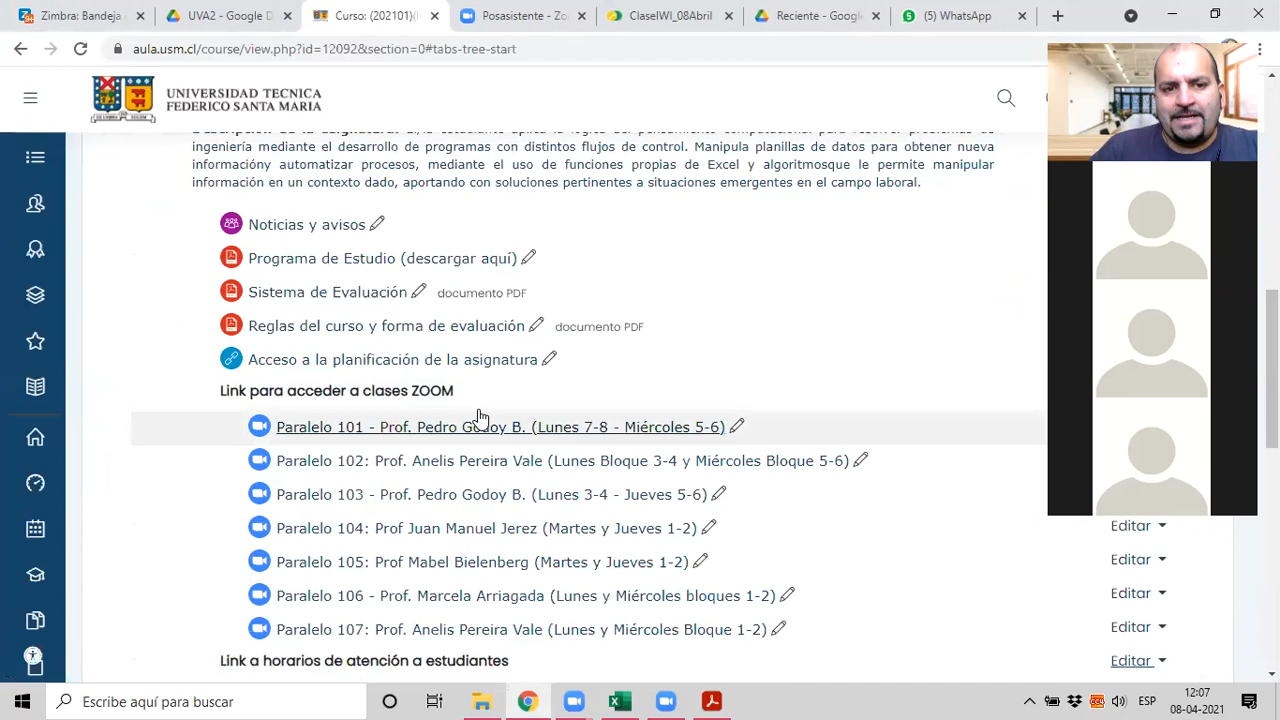 Zimbra: Bandeja
UVA2 - Google
Curso: (202101)(
Posasistente - Zo
ClaseWI_08Abril
Reciente - Google
(5) WhatsApp
aula.usm.cl/course/view.php?id=12092&section=0#tabs-tree-start
UNIVERSIDAD TECNICA
FEDERICO SANTA MARIA
ingeniería mediante el desarrollo de programas con distintos flujos de control. Manipula planillas de datos para obtener nueva
informacióny automatizar procesos, mediante el uso de funciones propias de Excel y algoritmosque le permite manipular
información en un contexto dado, aportando con soluciones pertinentes a situaciones emergentes en el campo laboral.
Noticias y avisos
Programa de Estudio (descargar aquí)
Sistema de Evaluación documento PDF
Reglas del curso y forma de evaluación documento PDF
Acceso a la planificación de la asignatura
Link para acceder a clases ZOOM
Paralelo 101 - Prof. Pedro Godoy B. (Lunes 7-8 - Miércoles 5-6)
Paralelo 102: Prof. Anelis Pereira Vale (Lunes Bloque 3-4 y Miércoles Bloque 5-6)
Paralelo 103 - Prof. Pedro Godoy B. (Lunes 3-4 - Jueves 5-6)
Paralelo 104: Prof Juan Manuel Jerez (Martes y Jueves 1-2)
Editar
Paralelo 105: Prof Mabel Bielenberg (Martes y Jueves 1-2)
Editar
Paralelo 106 - Prof. Marcela Arriagada (Lunes y Miércoles bloques 1-2)
Editar
Paralelo 107: Prof. Anelis Pereira Vale (Lunes y Miércoles Bloque 1-2)
Editar
Link a horarios de atención a estudiantes
Editar
Escribe aquí para buscar
ESP
12:07
08-04-2021